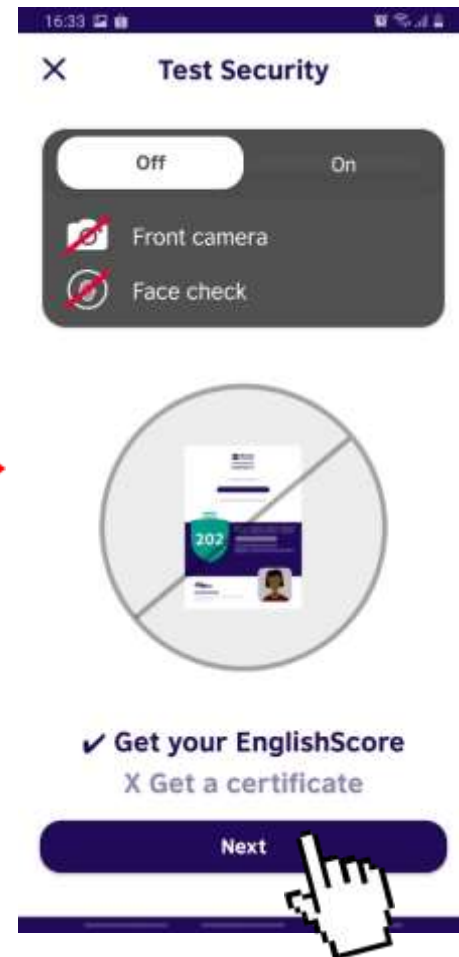 16:33
X Test Security
Off On
Front camera
Face check
202
✔ Get your EnglishScore
X Get a certificate
Next